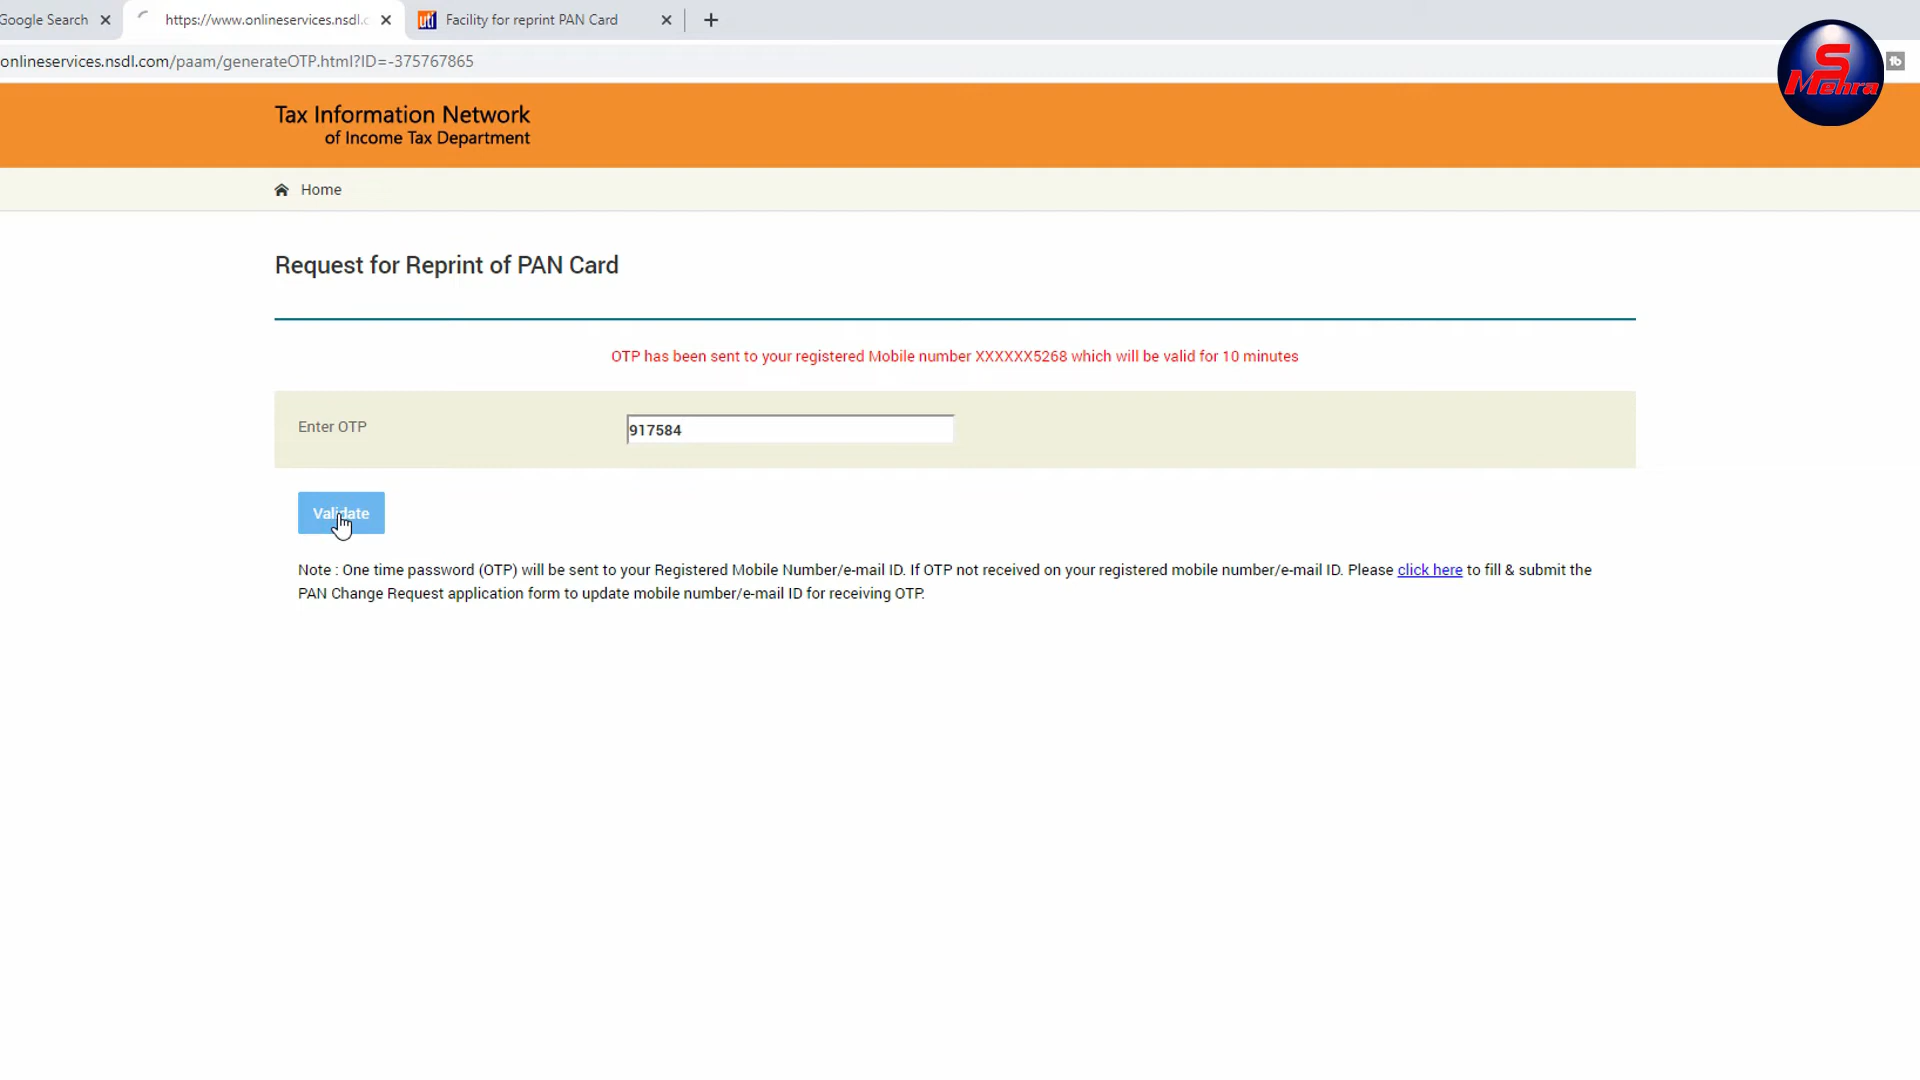 Google Search
https://www.onlineservices.nsdl.c
uti Facility for reprint PAN Card
onlineservices.nsdl.com/paam/generateOTP.html?ID=-375767865
S
Mehra
Tax Information Network
of Income Tax Department
Home
Request for Reprint of PAN Card
OTP has been sent to your registered Mobile number XXXXXX5268 which will be valid for 10 minutes
Enter OTP 917584
Validate
Note : One time password (OTP) will be sent to your Registered Mobile Number/e-mail ID. If OTP not received on your registered mobile number/e-mail ID. Please click here to fill & submit the
PAN Change Request application form to update mobile number/e-mail ID for receiving OTP.